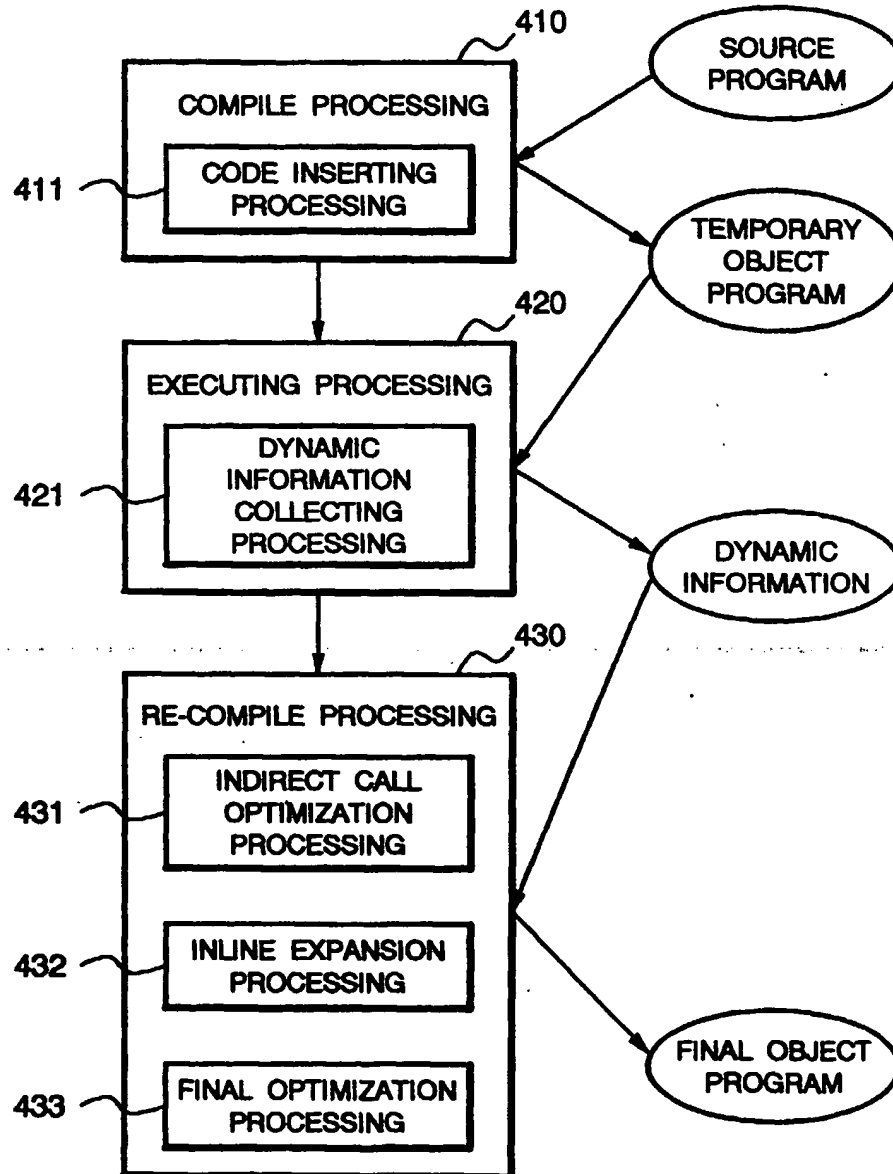 410
SOURCE
PROGRAM
COMPILE PROCESSING
411
CODE INSERTING
PROCESSING
TEMPORARY
OBJECT
PROGRAM
420
EXECUTING PROCESSING
421
DYNAMIC
INFORMATION
COLLECTING
PROCESSING
DYNAMIC
INFORMATION
430
RE-COMPILE PROCESSING
431
INDIRECT CALL
OPTIMIZATION
PROCESSING
432
INLINE EXPANSION
PROCESSING
433
FINAL OPTIMIZATION
PROCESSING
FINAL OBJECT
PROGRAM